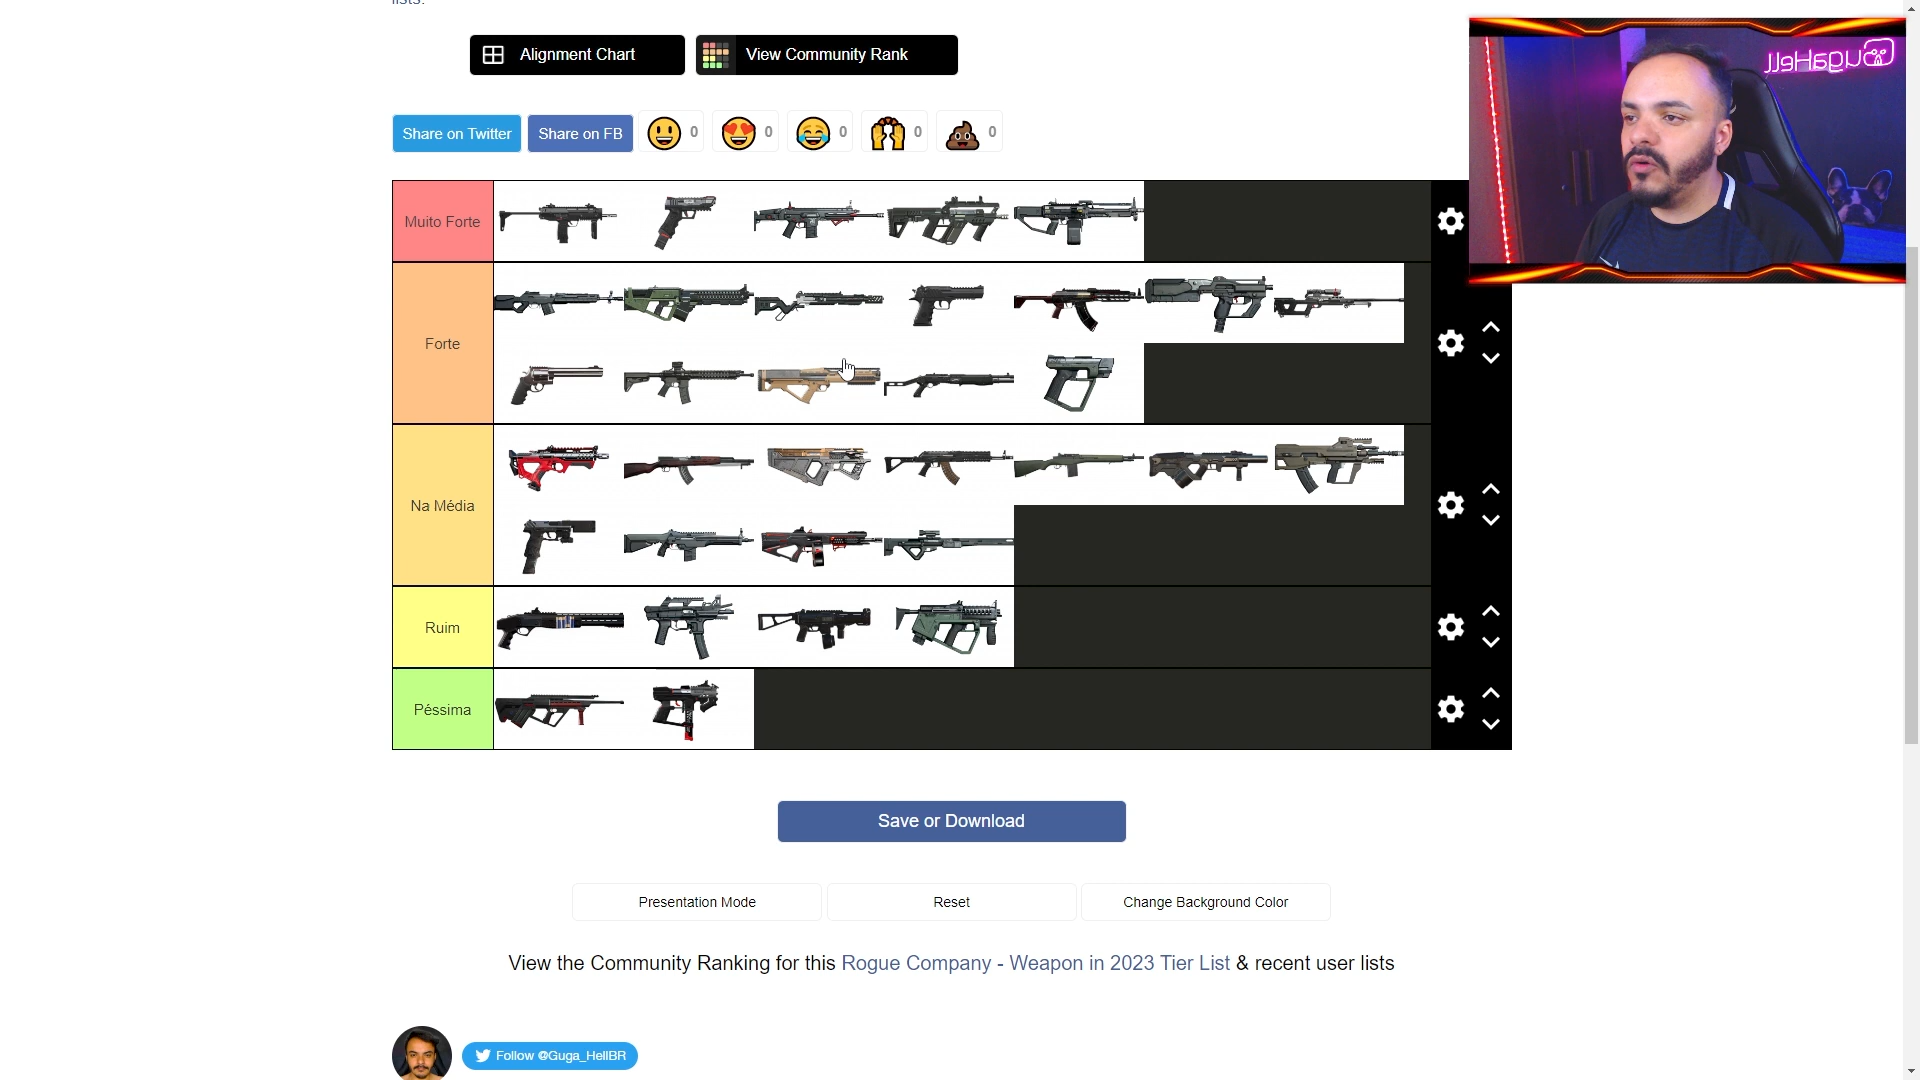 lists.
Alignment Chart
View Community Rank
Share on Twitter
Share on FB
0
0
0
0
0
Muito Forte
Forte
Na Média
Ruim
Péssima
Save or Download
Presentation Mode
Reset
Change Background Color
View the Community Ranking for this Rogue Company - Weapon in 2023 Tier List & recent user lists
Follow @Guga_HellBR
GugaHell